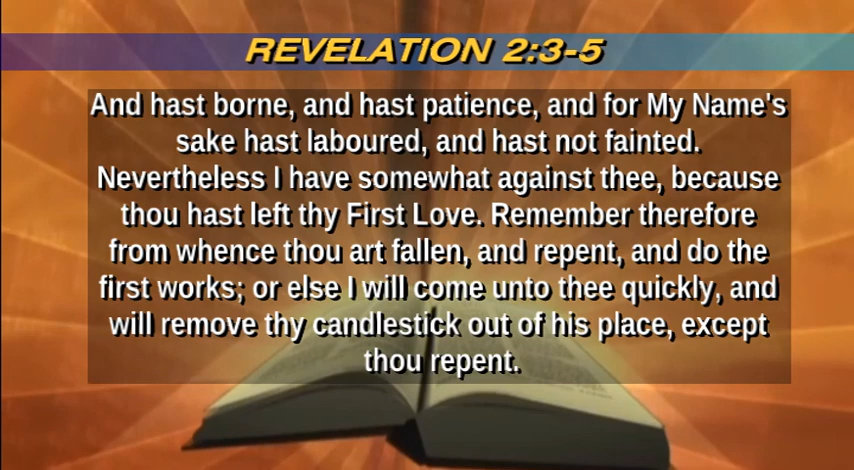 REVELATION 2:3-5
And hast borne, and hast patience, and for My Name's
sake hast laboured, and hast not fainted.
Nevertheless I have somewhat against thee, because
thou hast left thy First Love. Remember therefore
from whence thou art fallen, and repent, and do the
first works; or else I will come unto thee quickly, and
will remove thy candlestick out of his place, except
thou repent.